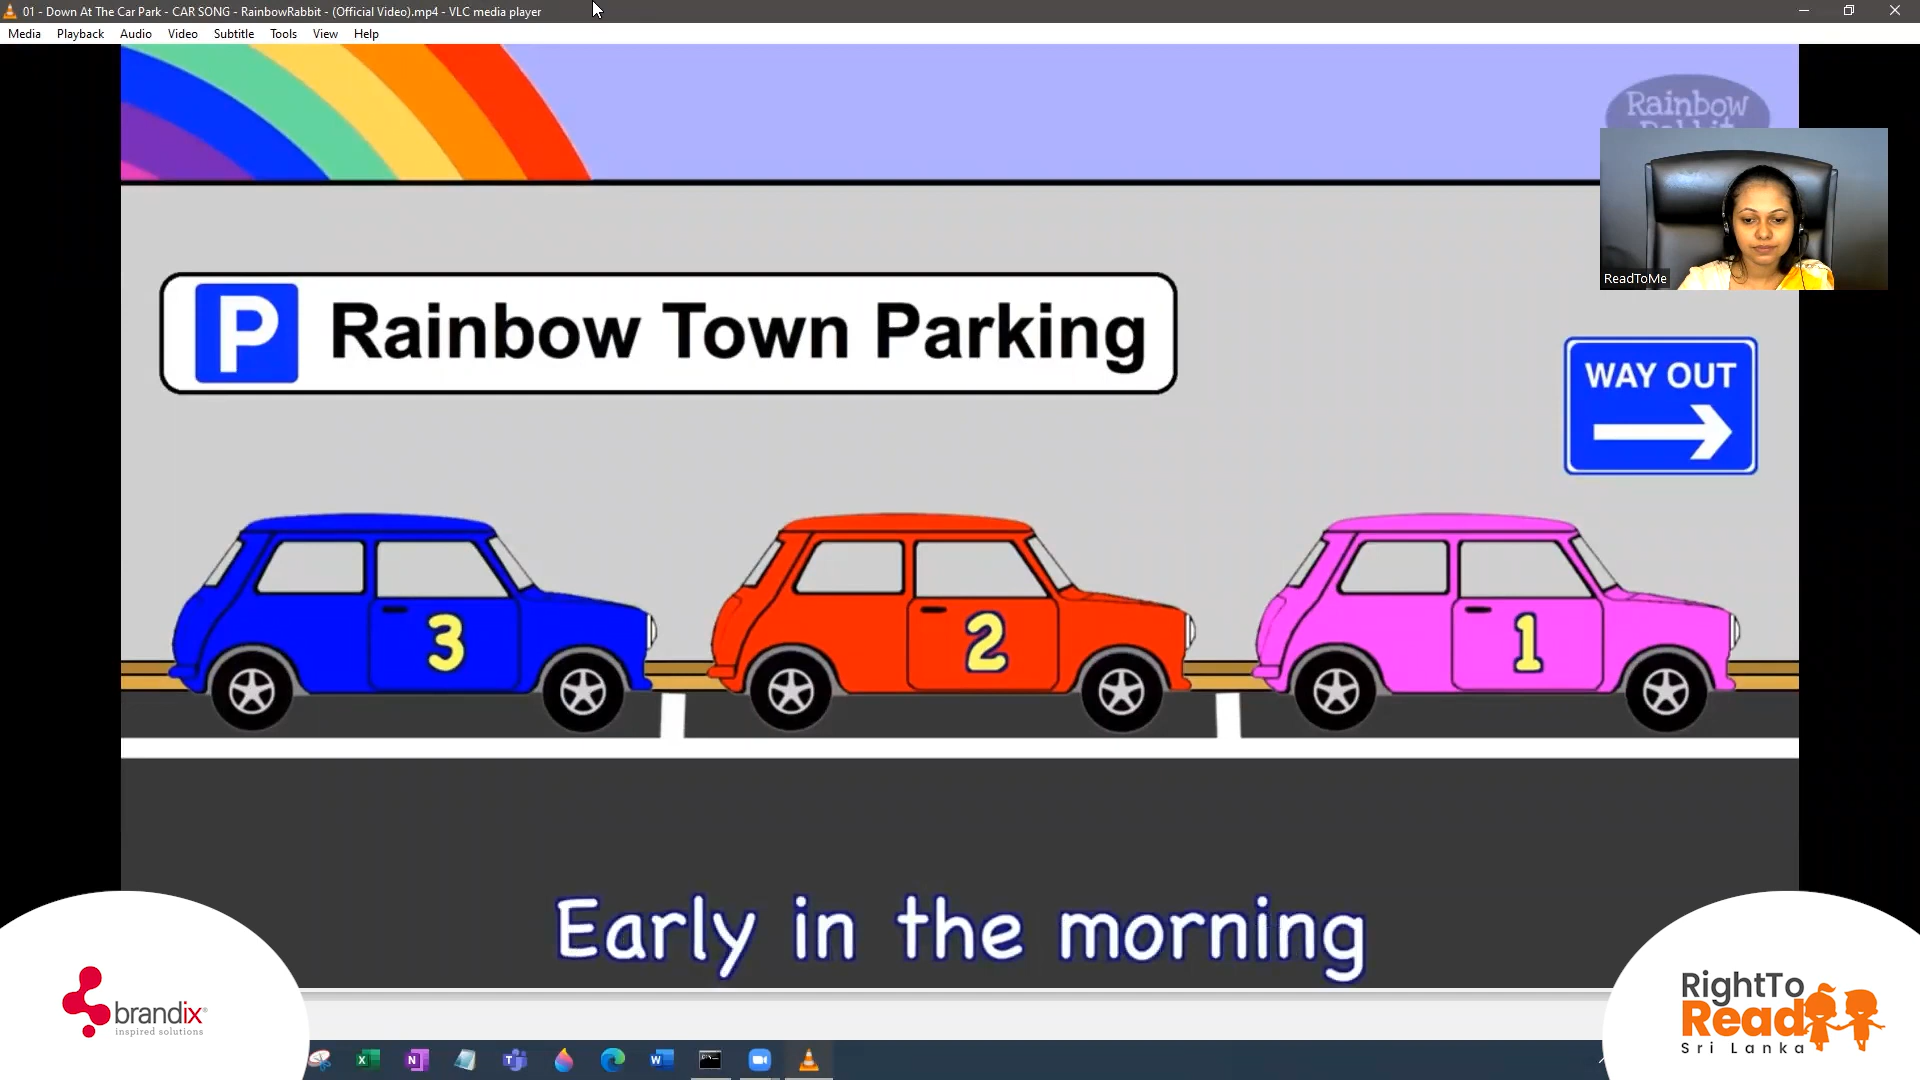 01 - Down At The Car Park - CAR SONG - RainbowRabbit - (Official Video).mp4 - VLC media player
Media Playback Audio Video Subtitle Tools View Help
Rainbow
ReadToMe
P Rainbow Town Parking
WAY OUT
3 2 1
Early in the morning
brandix
inspired solutions
RightTo
Read
Sri Lanka